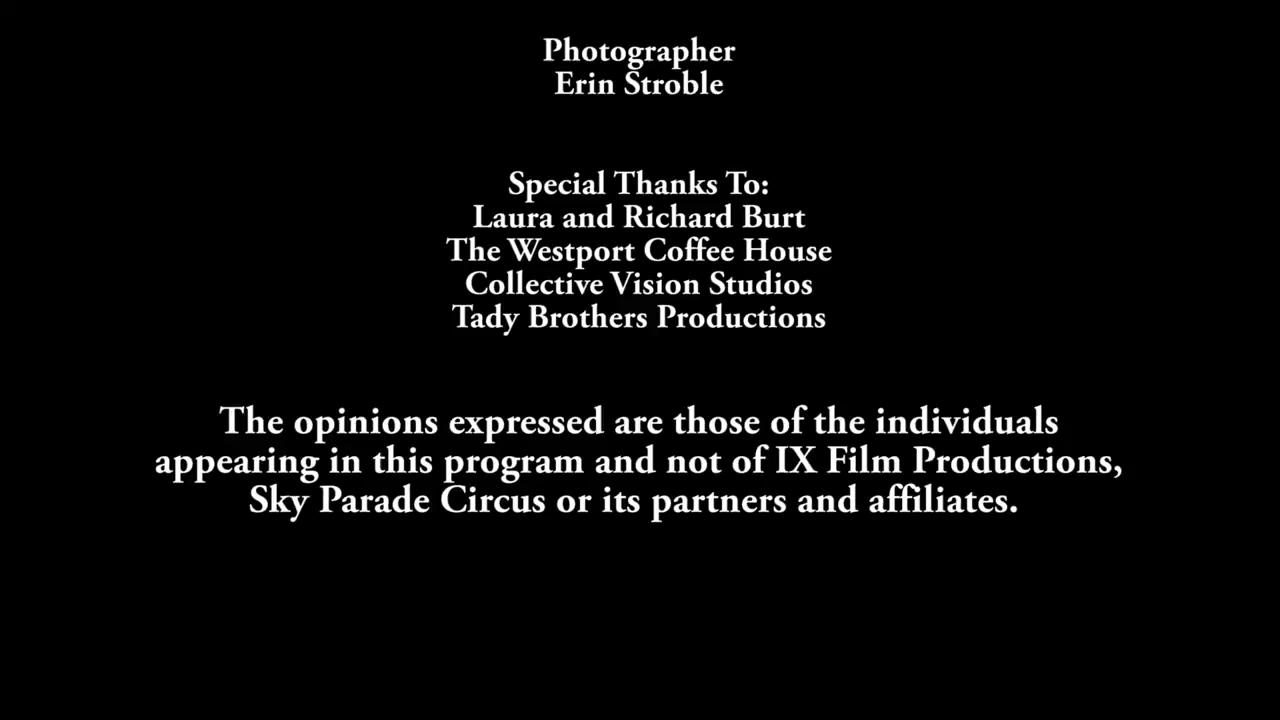 Photographer
Erin Stroble
Special Thanks To:
Laura and Richard Burt
The Westport Coffee House
Collective Vision Studios
Tady Brothers Productions
The opinions expressed are those of the individuals
appearing in this program and not of IX Film Productions,
Sky Parade Circus or its partners and affiliates.